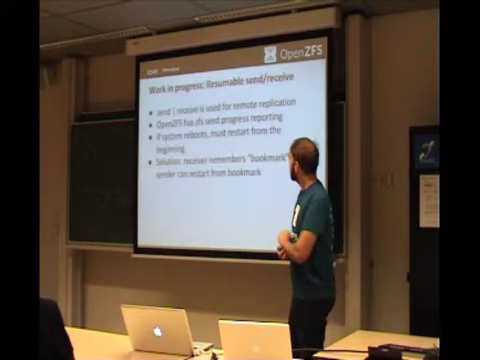 OpenZFS
Work in progress: Resumable send/receive
send | receive is used for remote replication
OpenZFS has zfs send progress reporting
If system reboots, must restart from the
beginning
Solution: receiver remembers "bookmark"
sender can restart from bookmark